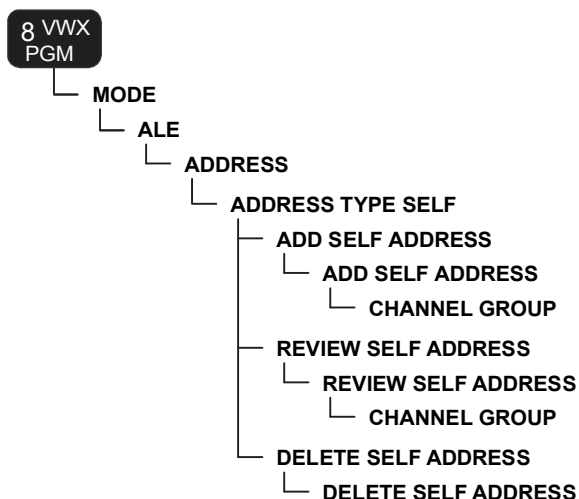 8 VWX
PGM
MODE
ALE
ADDRESS
ADDRESS TYPE SELF
ADD SELF ADDRESS
ADD SELF ADDRESS
CHANNEL GROUP
REVIEW SELF ADDRESS
REVIEW SELF ADDRESS
CHANNEL GROUP
DELETE SELF ADDRESS
DELETE SELF ADDRESS